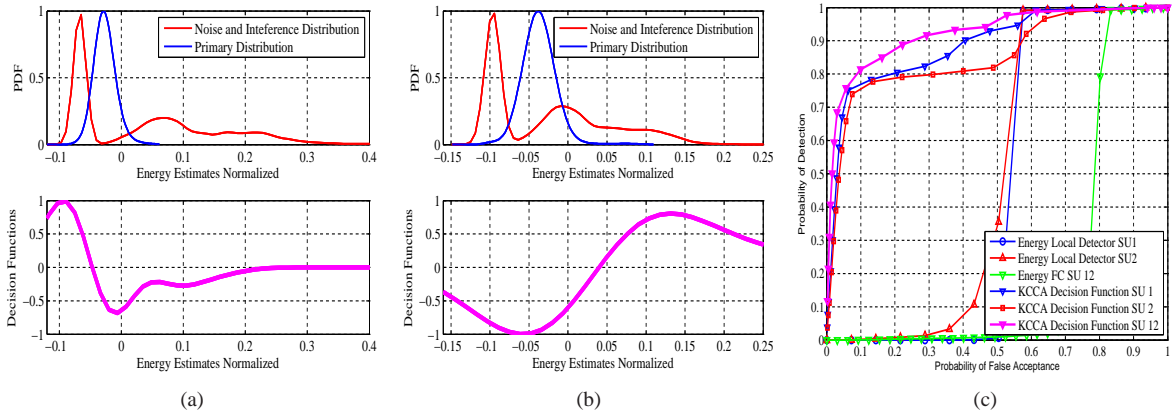 Noise and Inteference Distribution
Primary Distribution
PDF
1
0.5
0
−0.1 0 0.1 0.2 0.3 0.4
Energy Estimates Normalized
Decision Functions
1
0.5
0
−0.5
−1
−0.1 0 0.1 0.2 0.3 0.4
Energy Estimates Normalized
(a)
Noise and Inteference Distribution
Primary Distribution
PDF
1
0.5
0
−0.15 −0.1 −0.05 0 0.05 0.1 0.15 0.2 0.25
Energy Estimates Normalized
Decision Functions
1
0.5
0
−0.5
−1
−0.15 −0.1 −0.05 0 0.05 0.1 0.15 0.2 0.25
Energy Estimates Normalized
(b)
Probability of Detection
1
0.9
0.8
0.7
0.6
0.5
0.4
0.3
0.2
0.1
0
Energy Local Detector SU1
Energy Local Detector SU2
Energy FC SU 12
KCCA Decision Function SU 1
KCCA Decision Function SU 2
KCCA Decision Function SU 12
0 0.1 0.2 0.3 0.4 0.5 0.6 0.7 0.8 0.9 1
Probability of False Acceptance
(c)